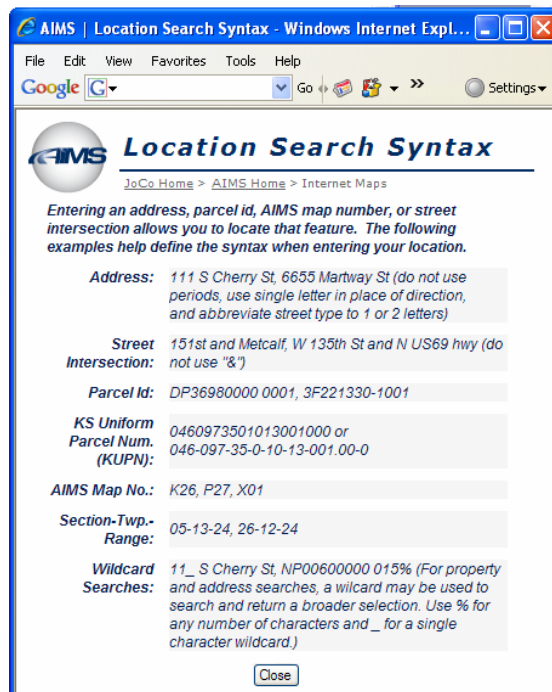 AIMS | Location Search Syntax - Windows Internet Expl...
File Edit View Favorites Tools Help
Google G Go » Settings
AIMS
Location Search Syntax
JoCo Home > AIMS Home > Internet Maps
Entering an address, parcel id, AIMS map number, or street
intersection allows you to locate that feature. The following
examples help define the syntax when entering your location.
Address: 111 S Cherry St, 6655 Martway St (do not use
periods, use single letter in place of direction,
and abbreviate street type to 1 or 2 letters)
Street 151st and Metcalf, W 135th St and N US69 hwy (do
Intersection: not use "&")
Parcel Id: DP36980000 0001, 3F221330-1001
KS Uniform
Parcel Num.
(KUPN):
0460973501013001000 or
046-097-35-0-10-13-001.00-0
AIMS Map No.: K26, P27, X01
Section-Twp.-
Range:
05-13-24, 26-12-24
Wildcard 11_ S Cherry St, NP00600000 015% (For property
Searches: and address searches, a wilcard may be used to
search and return a broader selection. Use % for
any number of characters and _ for a single
character wildcard.)
Close